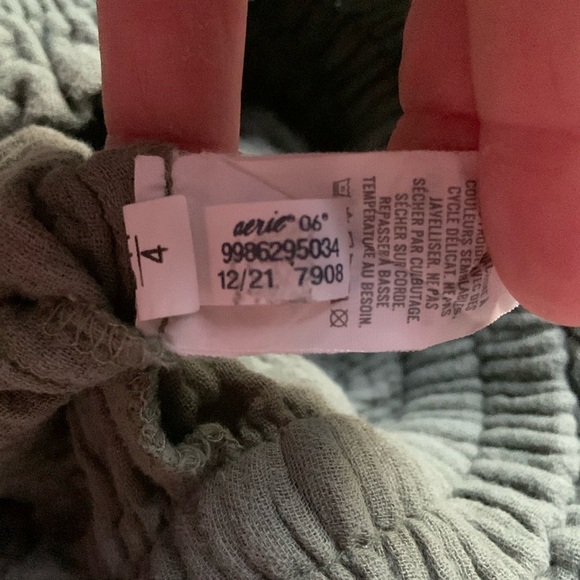 4
aerie® 06®
9986295034
12/21 7908
CYCLE DÉLICAT, NE PAS
JAVELLISER, NE PAS
SÉCHER PAR CULBUTAGE.
SÉCHER SUR CORDE.
REPASSER À BASSE
TEMPÉRATURE AU BESOIN.